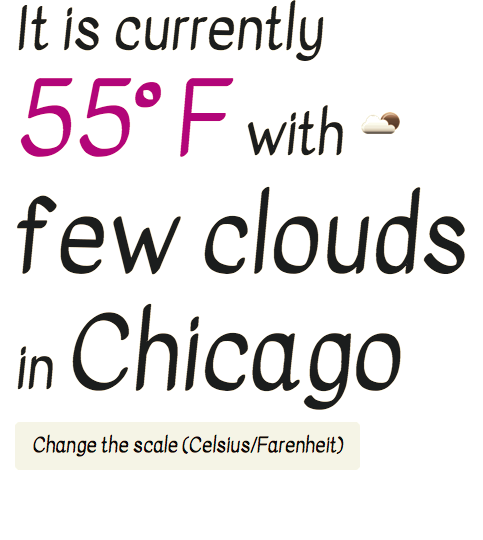 It is currently
55° F with
few clouds
in Chicago
Change the scale (Celsius/Farenheit)